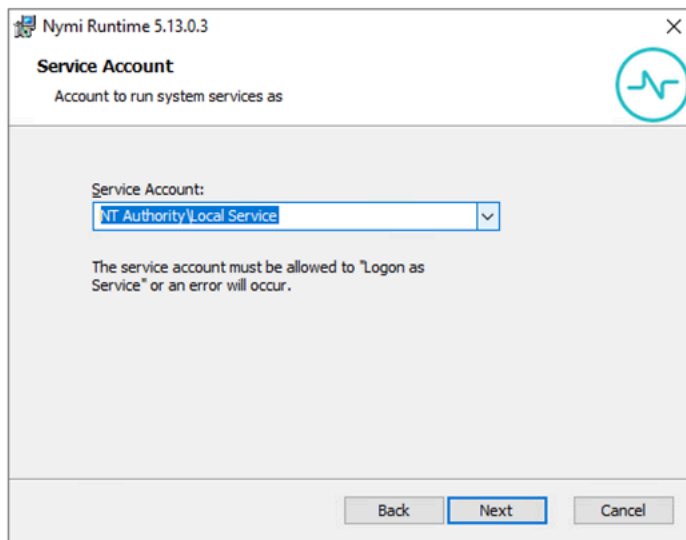 Nymi Runtime 5.13.0.3
Service Account
Account to run system services as
Service Account:
NT Authority\Local Service
The service account must be allowed to "Logon as
Service" or an error will occur.
Back
Next
Cancel